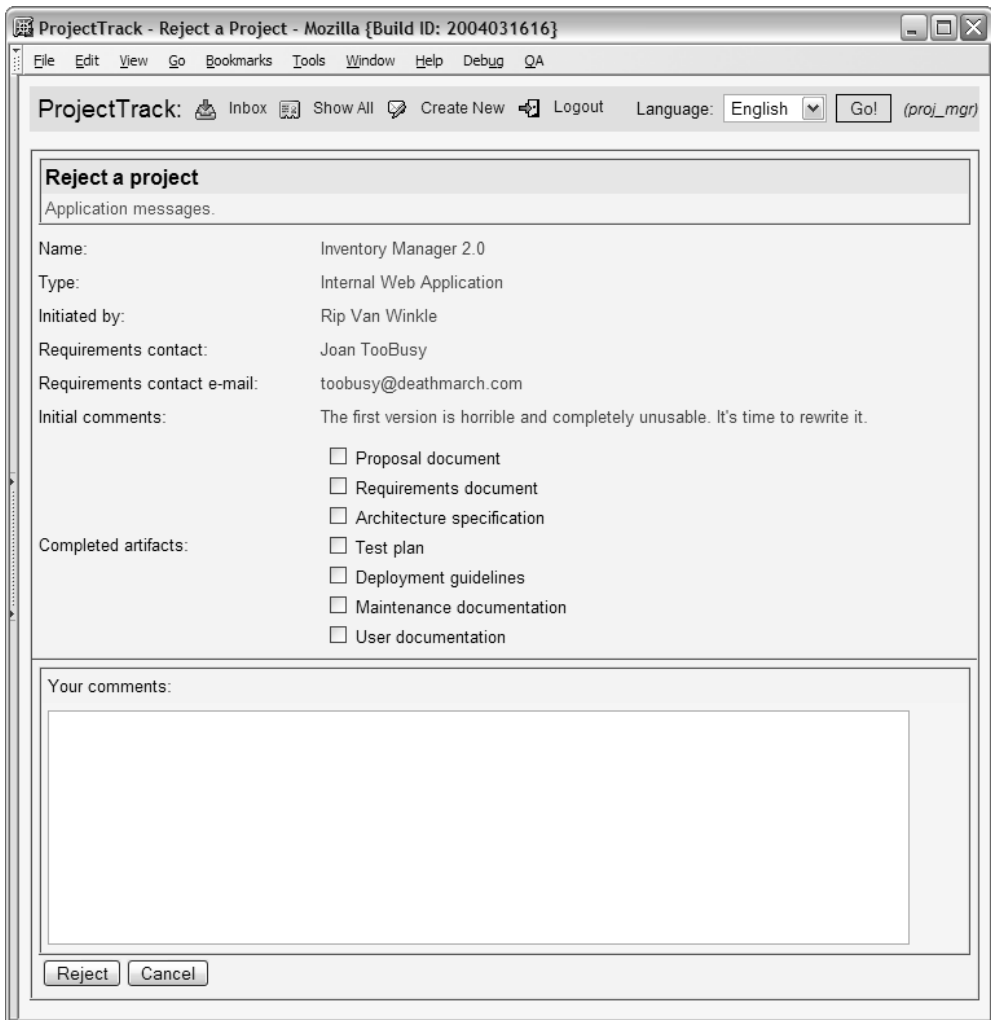 ProjectTrack - Reject a Project - Mozilla {Build ID: 2004031616}
File Edit View Go Bookmarks Tools Window Help Debug QA
ProjectTrack: Inbox Show All Create New Logout Language: English Go! (proj_mgr)
Reject a project
Application messages.
Name: Inventory Manager 2.0
Type: Internal Web Application
Initiated by: Rip Van Winkle
Requirements contact: Joan TooBusy
Requirements contact e-mail: toobusy@deathmarch.com
Initial comments: The first version is horrible and completely unusable. It's time to rewrite it.
Proposal document
Requirements document
Architecture specification
Completed artifacts: Test plan
Deployment guidelines
Maintenance documentation
User documentation
Your comments:
Reject Cancel